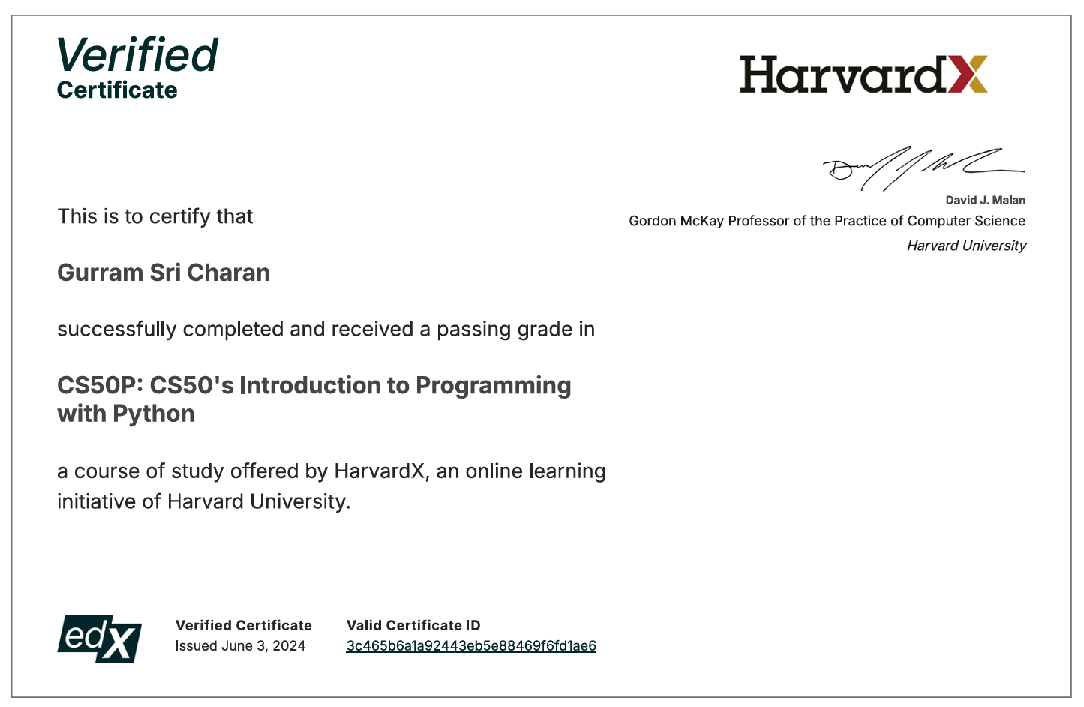 Verified
Certificate
HarvardX
David J. Malan
Gordon McKay Professor of the Practice of Computer Science
Harvard University
This is to certify that
Gurram Sri Charan
successfully completed and received a passing grade in
CS50P: CS50's Introduction to Programming
with Python
a course of study offered by HarvardX, an online learning
initiative of Harvard University.
edX
Verified Certificate
Issued June 3, 2024
Valid Certificate ID
3c465b6a1a92443eb5e88469f6fd1ae6